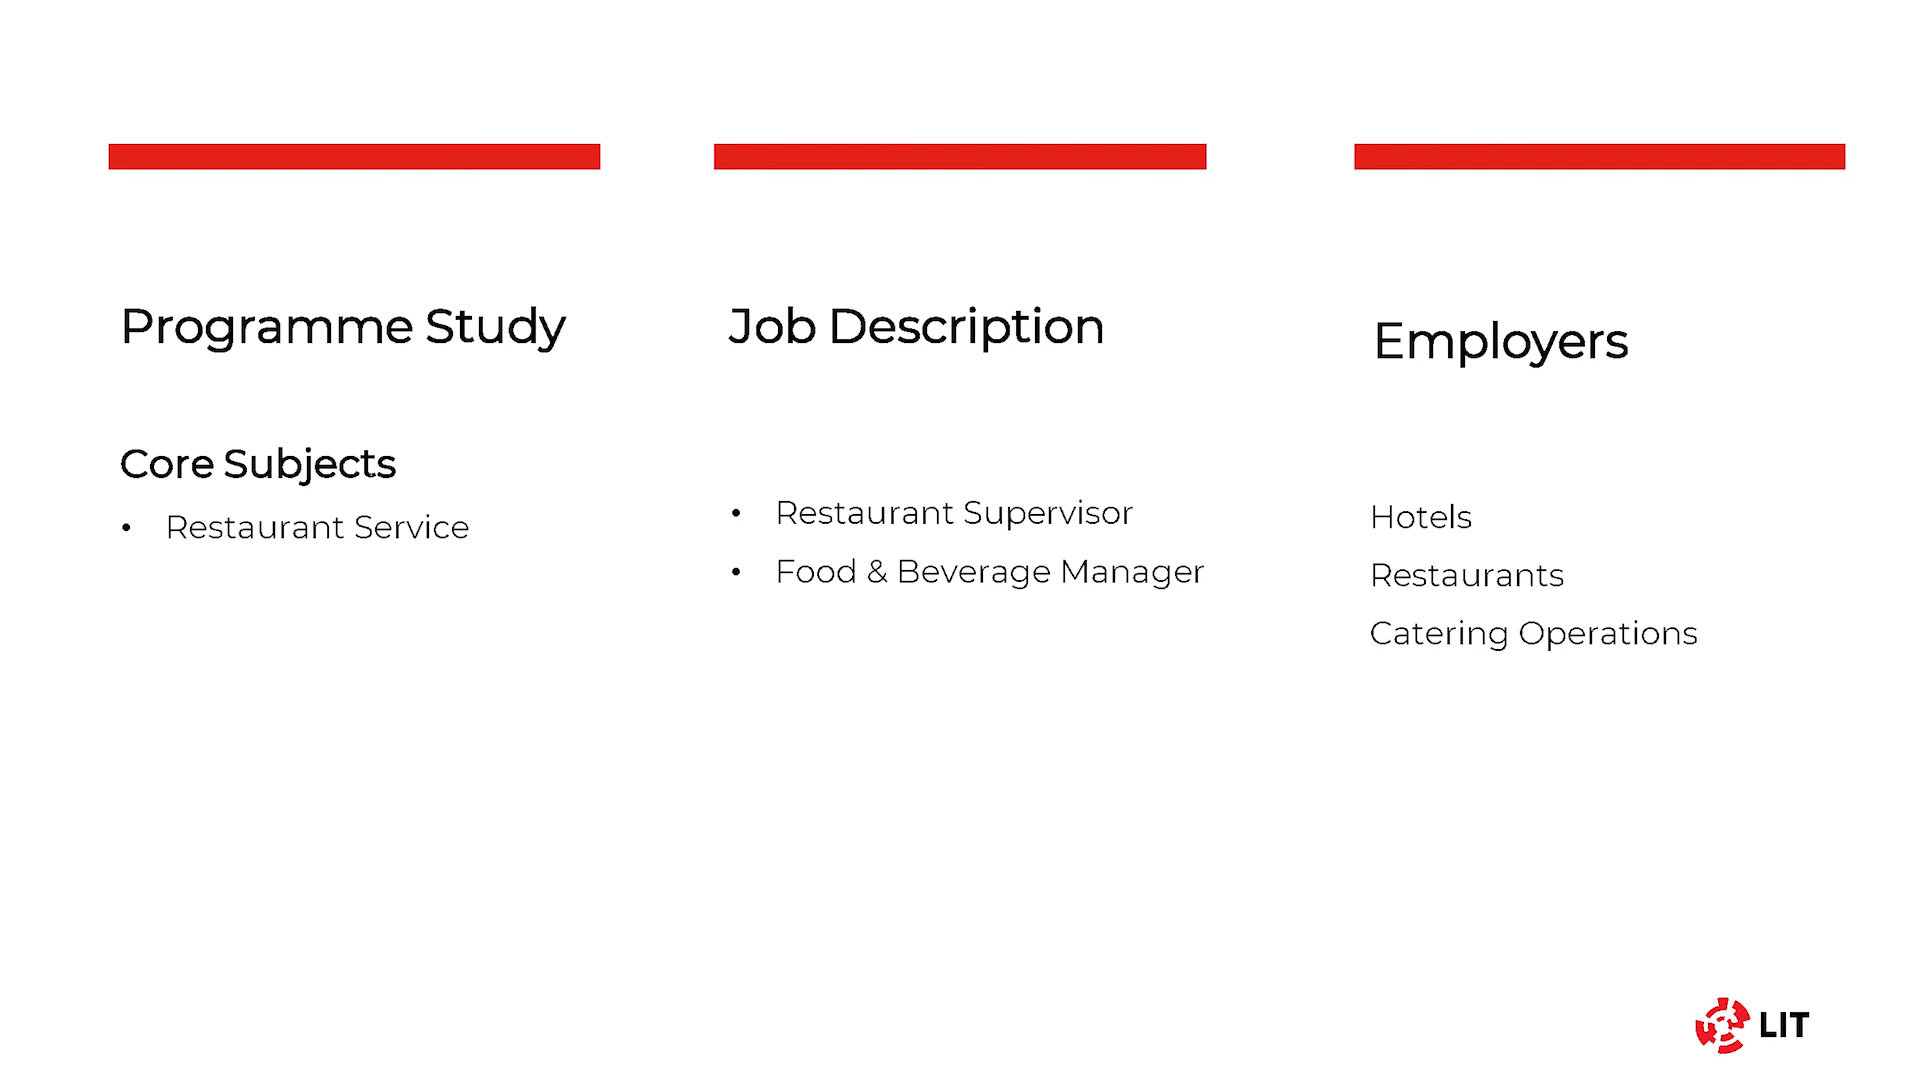 Programme Study
Core Subjects
• Restaurant Service
Job Description
• Restaurant Supervisor
• Food & Beverage Manager
Employers
Hotels
Restaurants
Catering Operations
LIT